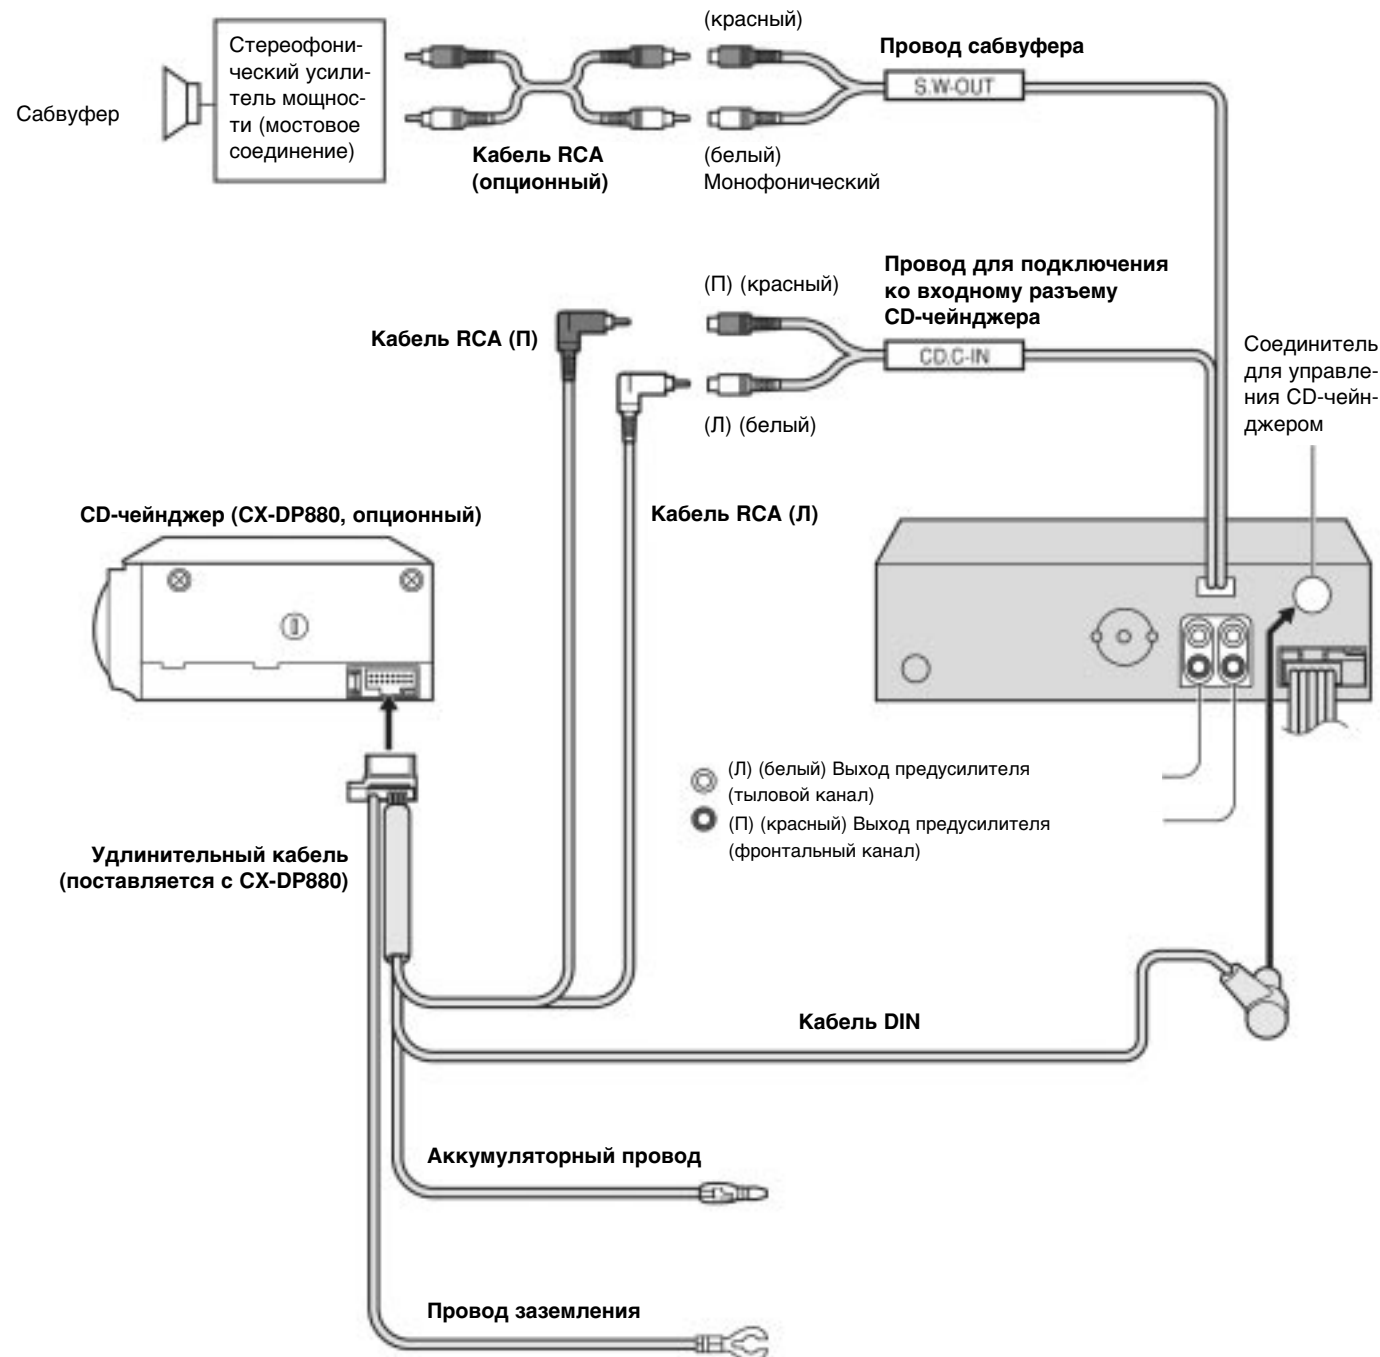 (красный)
Провод сабвуфера
Стереофони-
ческий усили-
тель мощнос-
ти (мостовое
соединение)
S.W-OUT
Сабвуфер
Кабель RCA
(опционный)
(белый)
Монофонический
(П) (красный)
Провод для подключения
ко входному разъему
CD-чейнджера
Кабель RCA (П)
CD.C-IN
Соединитель
для управле-
ния CD-чейн-
джером
(Л) (белый)
CD-чейнджер (CX-DP880, опционный)
Кабель RCA (Л)
(Л) (белый) Выход предусилителя
(тыловой канал)
(П) (красный) Выход предусилителя
(фронтальный канал)
Удлинительный кабель
(поставляется с CX-DP880)
Кабель DIN
Аккумуляторный провод
Провод заземления